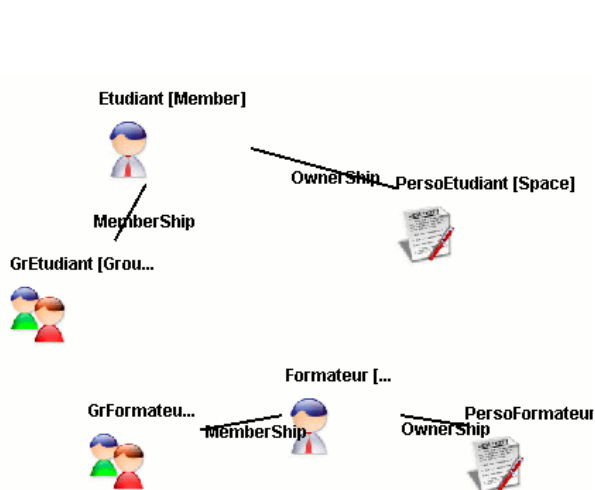 Etudiant [Member]
OwnerShip
PersoEtudiant [Space]
MemberShip
GrEtudiant [Grou...
Formateur [...
GrFormateu...
MemberShip
PersoFormateur
OwnerShip